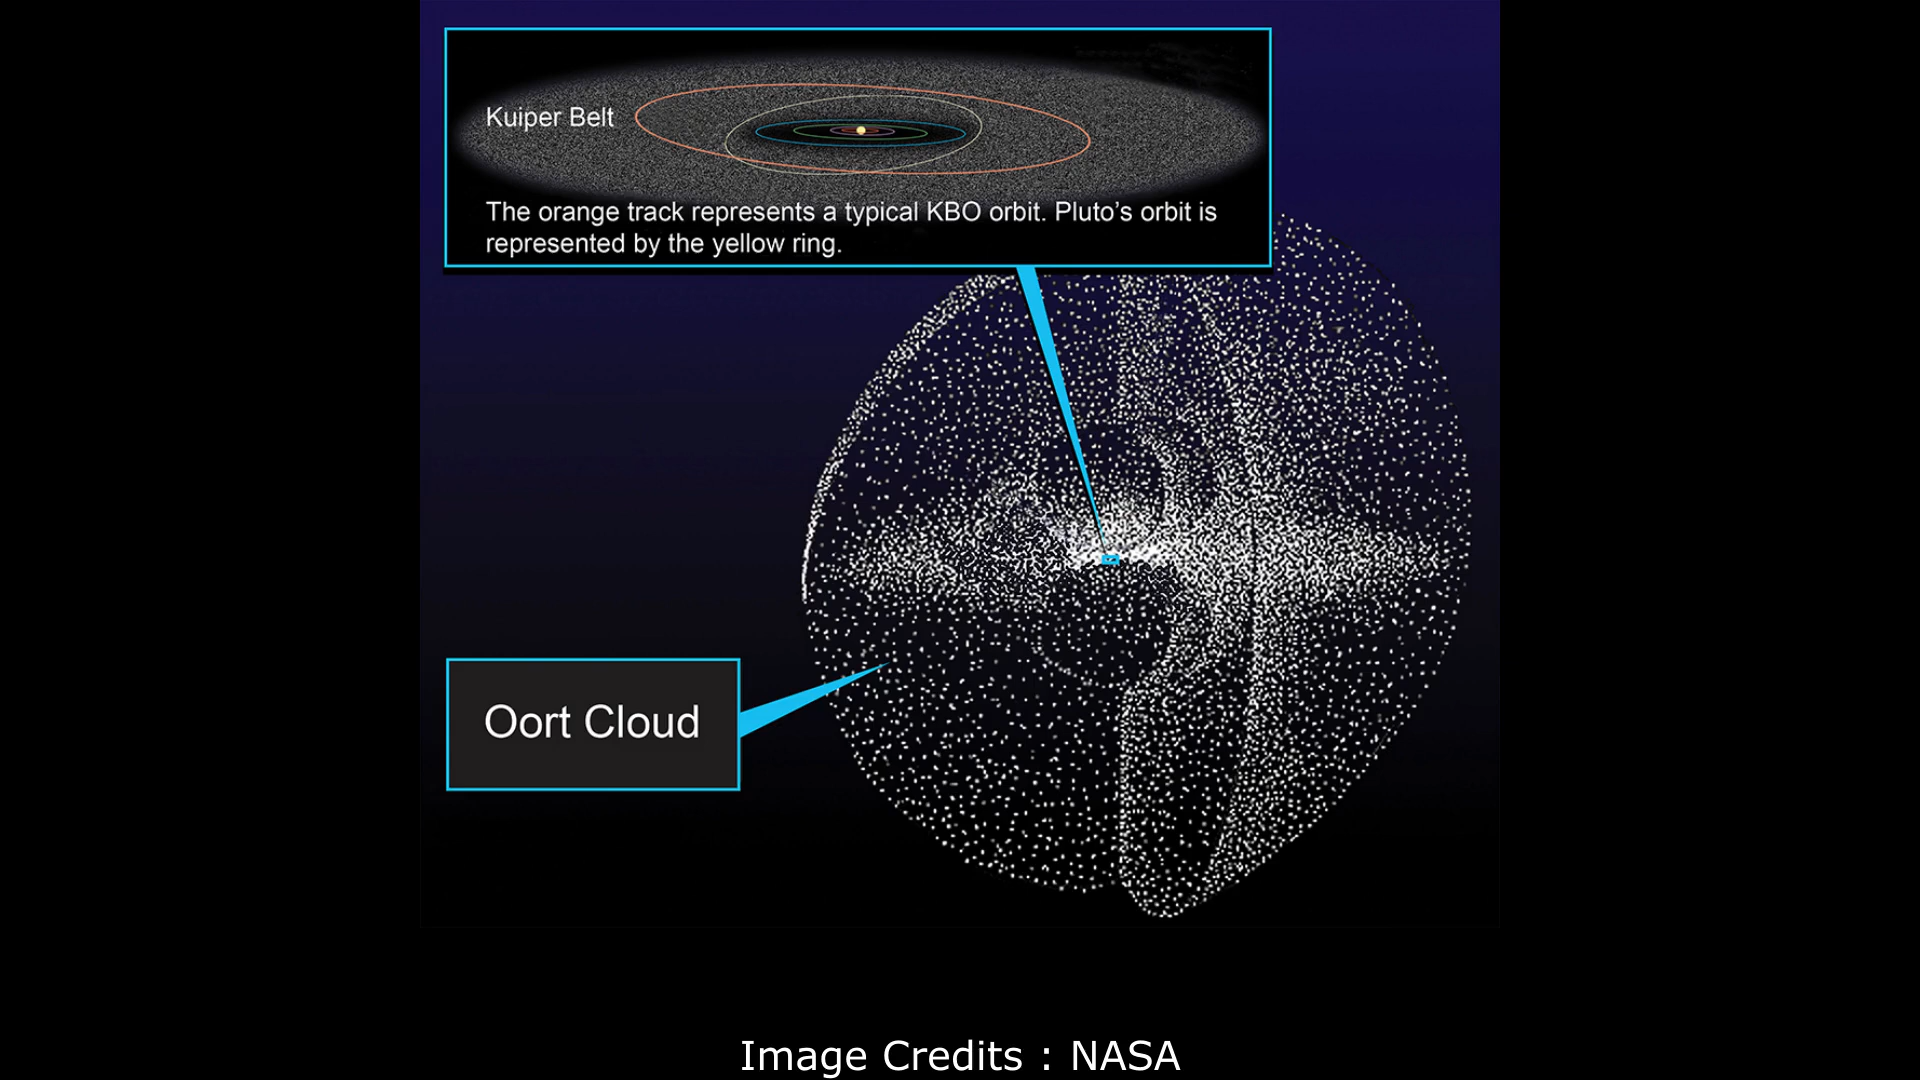 Kuiper Belt
The orange track represents a typical KBO orbit. Pluto’s orbit is
represented by the yellow ring.
Oort Cloud
Image Credits : NASA